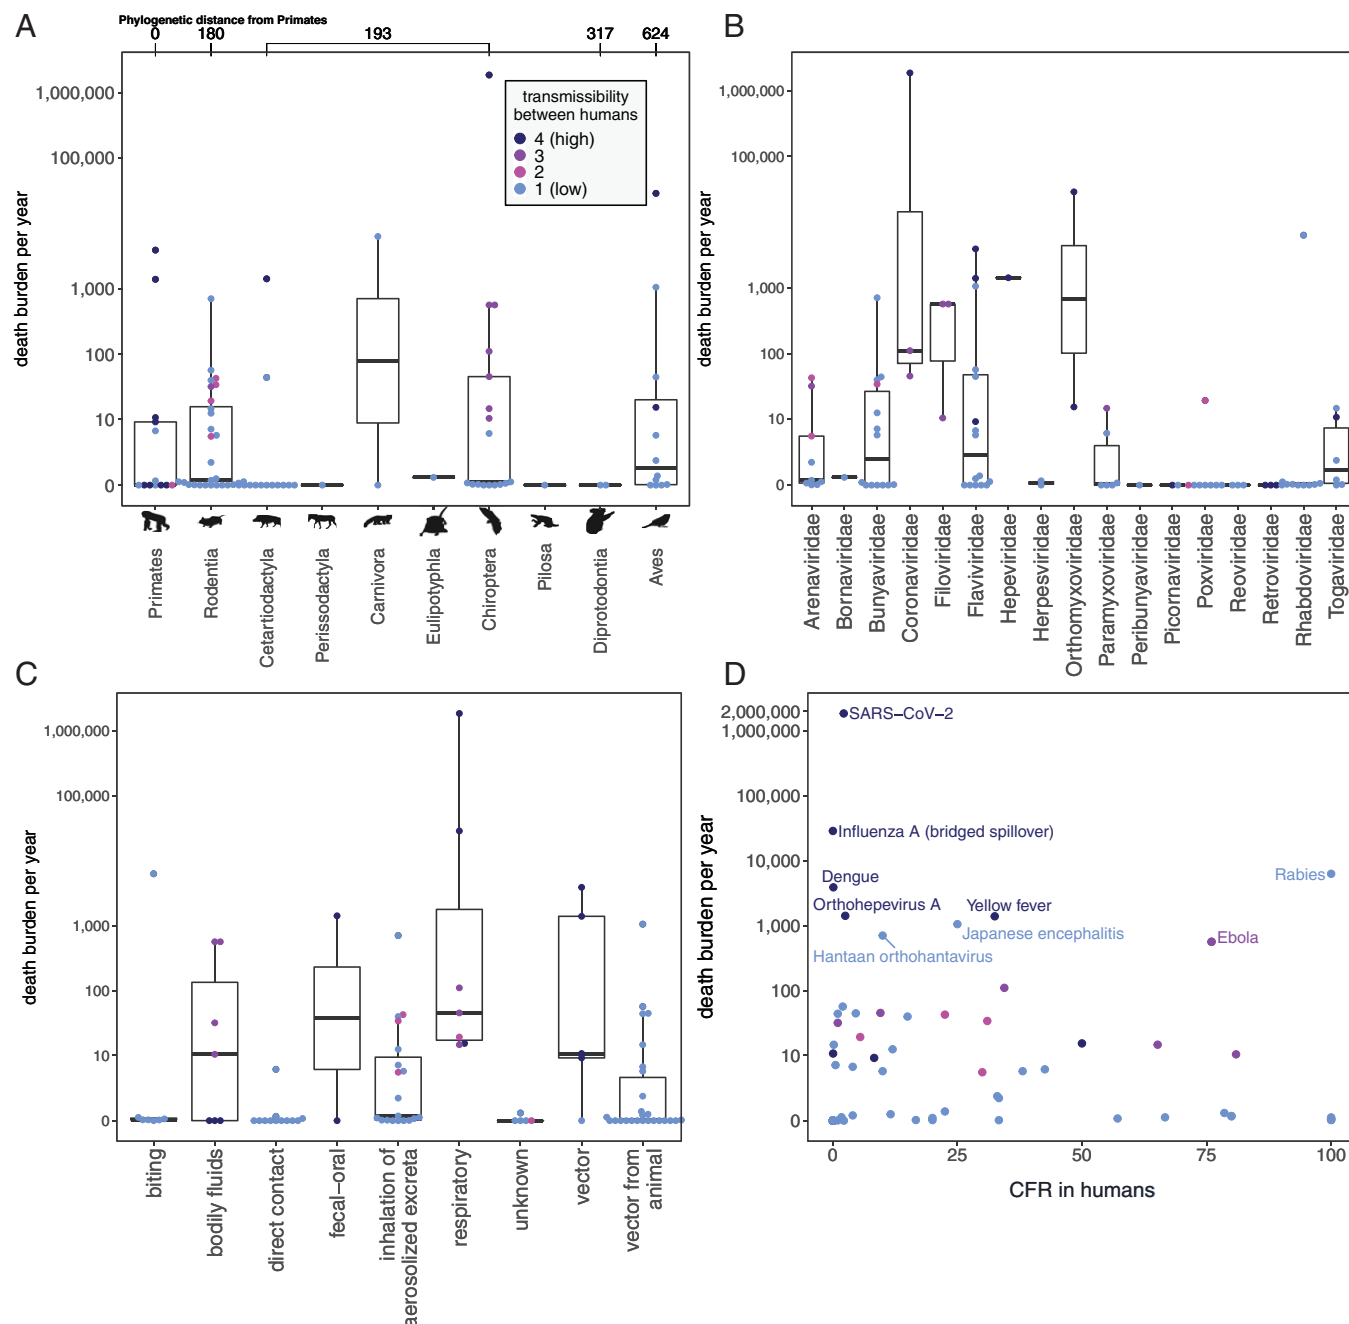 A
Phylogenetic distance from Primates
0 180 193 317 624
1,000,000
100,000
1,000
100
10
0
death burden per year
transmissibility
between humans
4 (high)
3
2
1 (low)
Primates
Rodentia
Cetartiodactyla
Perissodactyla
Carnivora
Eulipotyphla
Chiroptera
Pilosa
Diprotodontia
Aves
B
1,000,000
100,000
1,000
100
10
0
death burden per year
Arenaviridae
Bornaviridae
Bunyaviridae
Coronaviridae
Filoviridae
Flaviviridae
Hepeviridae
Herpesviridae
Orthomyxoviridae
Paramyxoviridae
Peribunyaviridae
Picornaviridae
Poxviridae
Reoviridae
Retroviridae
Rhabdoviridae
Togaviridae
C
1,000,000
100,000
1,000
100
10
0
death burden per year
biting
bodily fluids
direct contact
fecal−oral
inhalation of
aerosolized excreta
respiratory
unknown
vector
vector from
animal
D
2,000,000
1,000,000
100,000
10,000
1,000
100
10
0
death burden per year
SARS−CoV−2
Influenza A (bridged spillover)
Dengue
Rabies
Orthohepevirus A
Yellow fever
Japanese encephalitis
Ebola
Hantaan orthohantavirus
0 25 50 75 100
CFR in humans